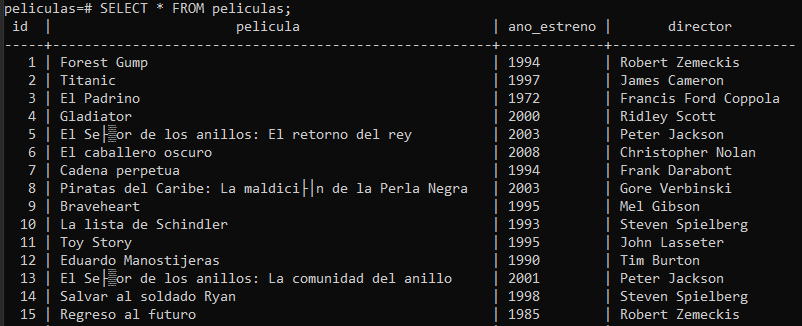 peliculas=# SELECT * FROM peliculas;
id | pelicula | ano_estreno | director
-----+--------------------------------------------------------+-------------+-----------------------
1 | Forest Gump | 1994 | Robert Zemeckis
2 | Titanic | 1997 | James Cameron
3 | El Padrino | 1972 | Francis Ford Coppola
4 | Gladiator | 2000 | Ridley Scott
5 | El Se├▒or de los anillos: El retorno del rey | 2003 | Peter Jackson
6 | El caballero oscuro | 2008 | Christopher Nolan
7 | Cadena perpetua | 1994 | Frank Darabont
8 | Piratas del Caribe: La maldici├│n de la Perla Negra | 2003 | Gore Verbinski
9 | Braveheart | 1995 | Mel Gibson
10 | La lista de Schindler | 1993 | Steven Spielberg
11 | Toy Story | 1995 | John Lasseter
12 | Eduardo Manostijeras | 1990 | Tim Burton
13 | El Se├▒or de los anillos: La comunidad del anillo | 2001 | Peter Jackson
14 | Salvar al soldado Ryan | 1998 | Steven Spielberg
15 | Regreso al futuro | 1985 | Robert Zemeckis